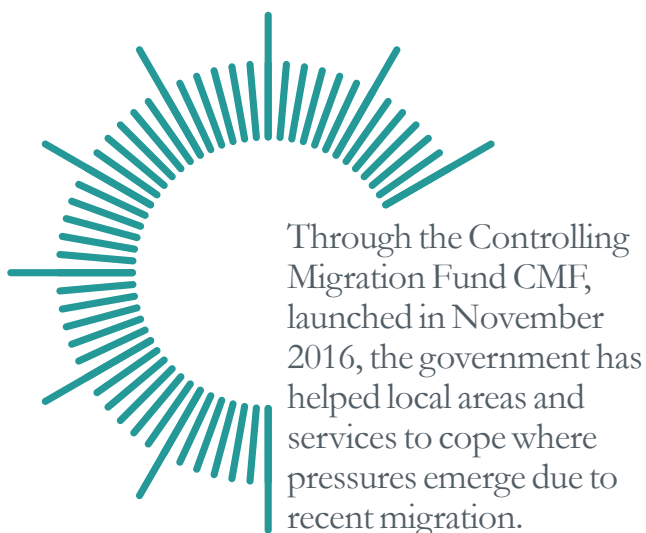 Through the Controlling
Migration Fund CMF,
launched in November
2016, the government has
helped local areas and
services to cope where
pressures emerge due to
recent migration.